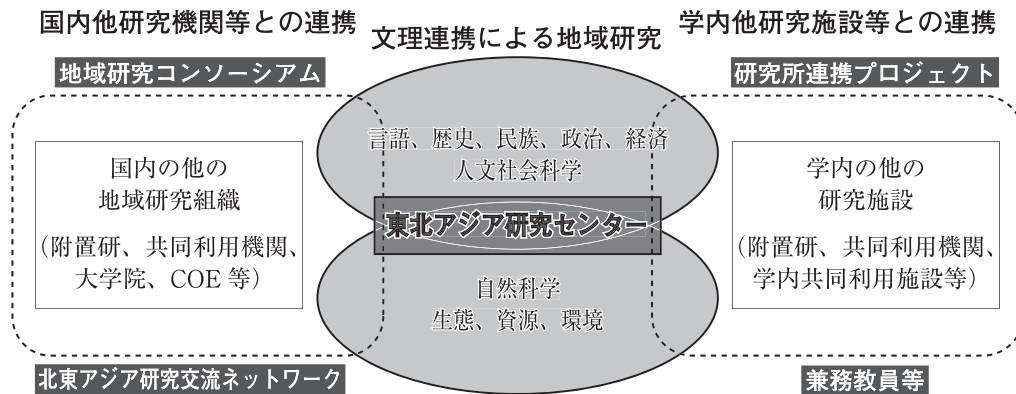 国内他研究機関等との連携
地域研究コンソーシアム
国内の他の
地域研究組織
（附置研、共同利用機関、
大学院、COE 等）
北東アジア研究交流ネットワーク
文理連携による地域研究
言語、歴史、民族、政治、経済
人文社会科学
東北アジア研究センター
自然科学
生態、資源、環境
学内他研究施設等との連携
研究所連携プロジェクト
学内の他の
研究施設
（附置研、共同利用機関、
学内共同利用施設等）
兼務教員等